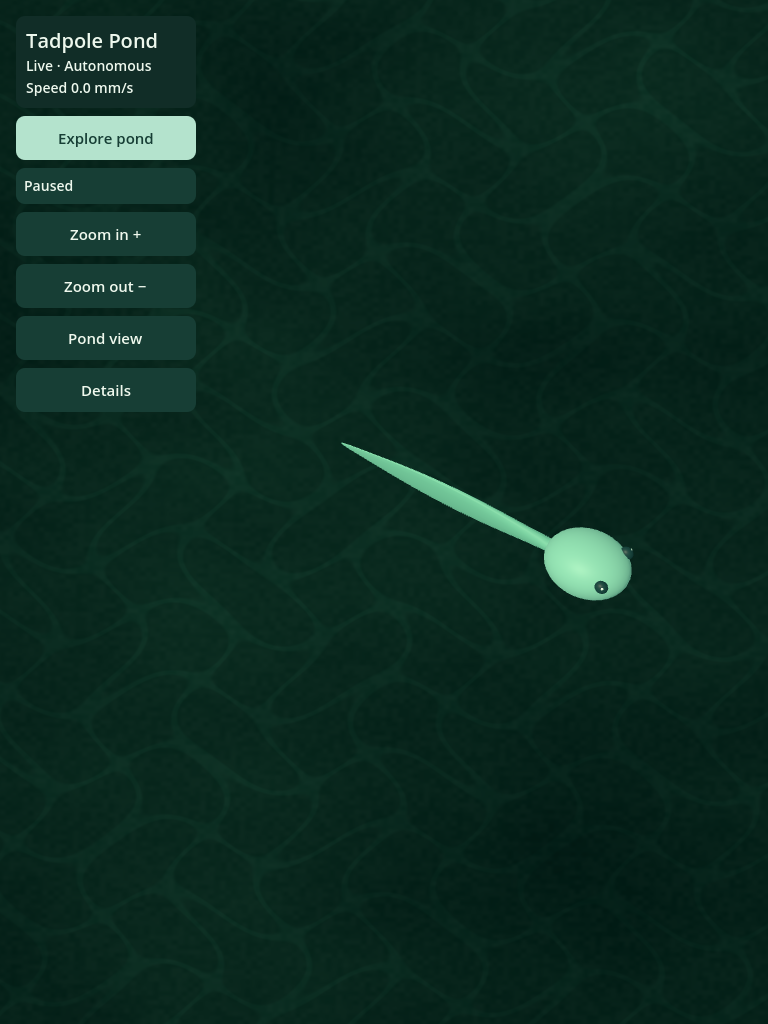 Tadpole Pond
Live · Autonomous
Speed 0.0 mm/s
Explore pond
Paused
Zoom in +
Zoom out −
Pond view
Details